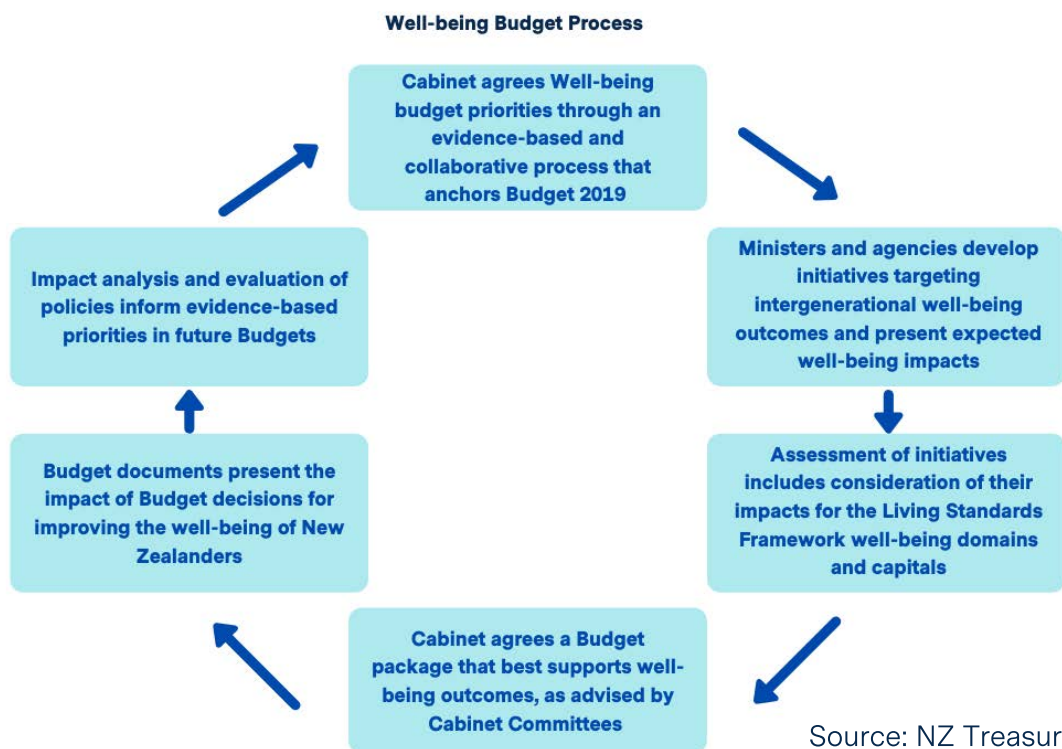 Well-being Budget Process
Cabinet agrees Well-being
budget priorities through an
evidence-based and
collaborative process that
anchors Budget 2019
Ministers and agencies develop
initiatives targeting
intergenerational well-being
outcomes and present expected
well-being impacts
Assessment of initiatives
includes consideration of their
impacts for the Living Standards
Framework well-being domains
and capitals
Cabinet agrees a Budget
package that best supports well-
being outcomes, as advised by
Cabinet Committees
Budget documents present the
impact of Budget decisions for
improving the well-being of New
Zealanders
Impact analysis and evaluation of
policies inform evidence-based
priorities in future Budgets
Source: NZ Treasur